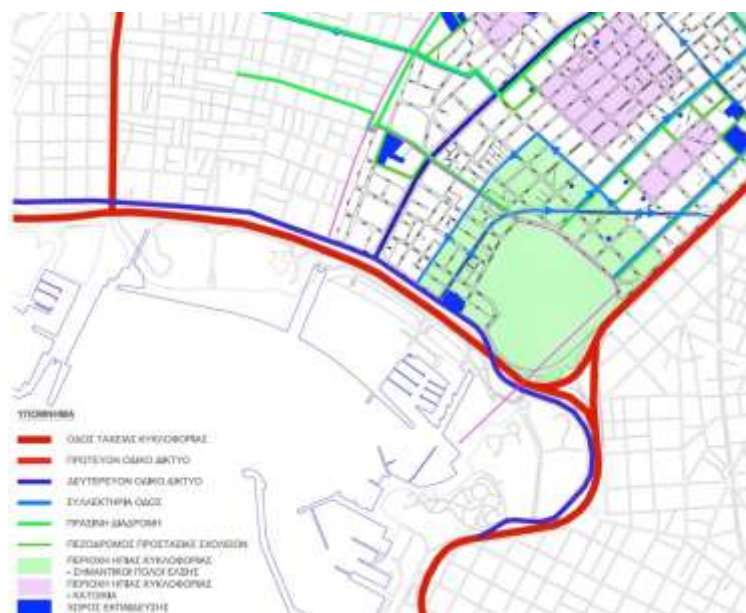 ΥΠΟΜΝΗΜΑ
ΟΔΟΣ ΤΑΧΕΙΑΣ ΚΥΚΛΟΦΟΡΙΑΣ
ΠΡΩΤΕΥΟΝ ΟΔΙΚΟ ΔΙΚΤΥΟ
ΔΕΥΤΕΡΕΥΟΝ ΟΔΙΚΟ ΔΙΚΤΥΟ
ΣΥΛΛΕΚΤΗΡΙΑ ΟΔΟΣ
ΠΡΑΣΙΝΗ ΔΙΑΔΡΟΜΗ
ΠΕΖΟΔΡΟΜΟΣ ΠΡΟΣΤΑΣΙΑΣ ΣΧΟΛΕΙΩΝ
ΠΕΡΙΟΧΗ ΗΠΙΑΣ ΚΥΚΛΟΦΟΡΙΑΣ
- ΣΗΜΑΝΤΙΚΟΙ ΠΟΛΟΙ ΕΛΞΗΣ
ΠΕΡΙΟΧΗ ΗΠΙΑΣ ΚΥΚΛΟΦΟΡΙΑΣ
- ΚΑΤΟΙΚΙΑ
ΧΩΡΟΣ ΕΚΠΑΙΔΕΥΣΗΣ